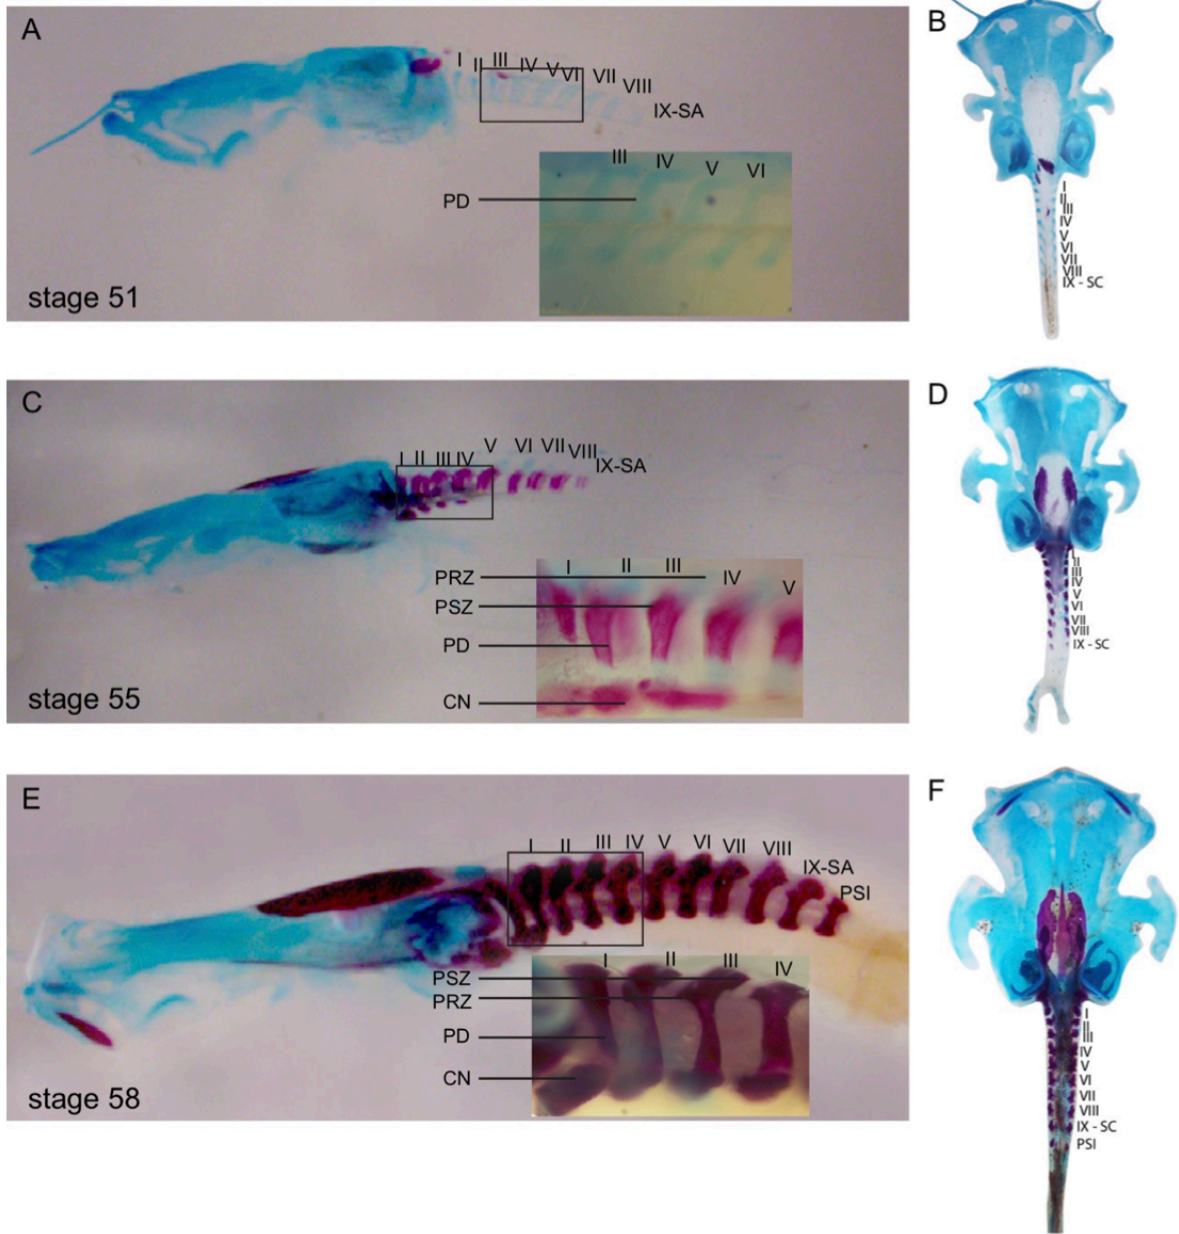 A
I II III IV V VI VII VIII
IX-SA
III IV V VI
PD
stage 51
B
I
II
III
IV
V
VI
VII
VIII
IX - SC
C
I II III IV V VI VII VIII
IX-SA
PRZ
PSZ
PD
CN
I II III IV V
stage 55
D
I
II
III
IV
V
VI
VII
VIII
IX - SC
E
I II III IV V VI VII VIII
IX-SA
PSI
PSZ
PRZ
PD
CN
I II III IV
stage 58
F
I
II
III
IV
V
VI
VII
VIII
IX - SC
PSI